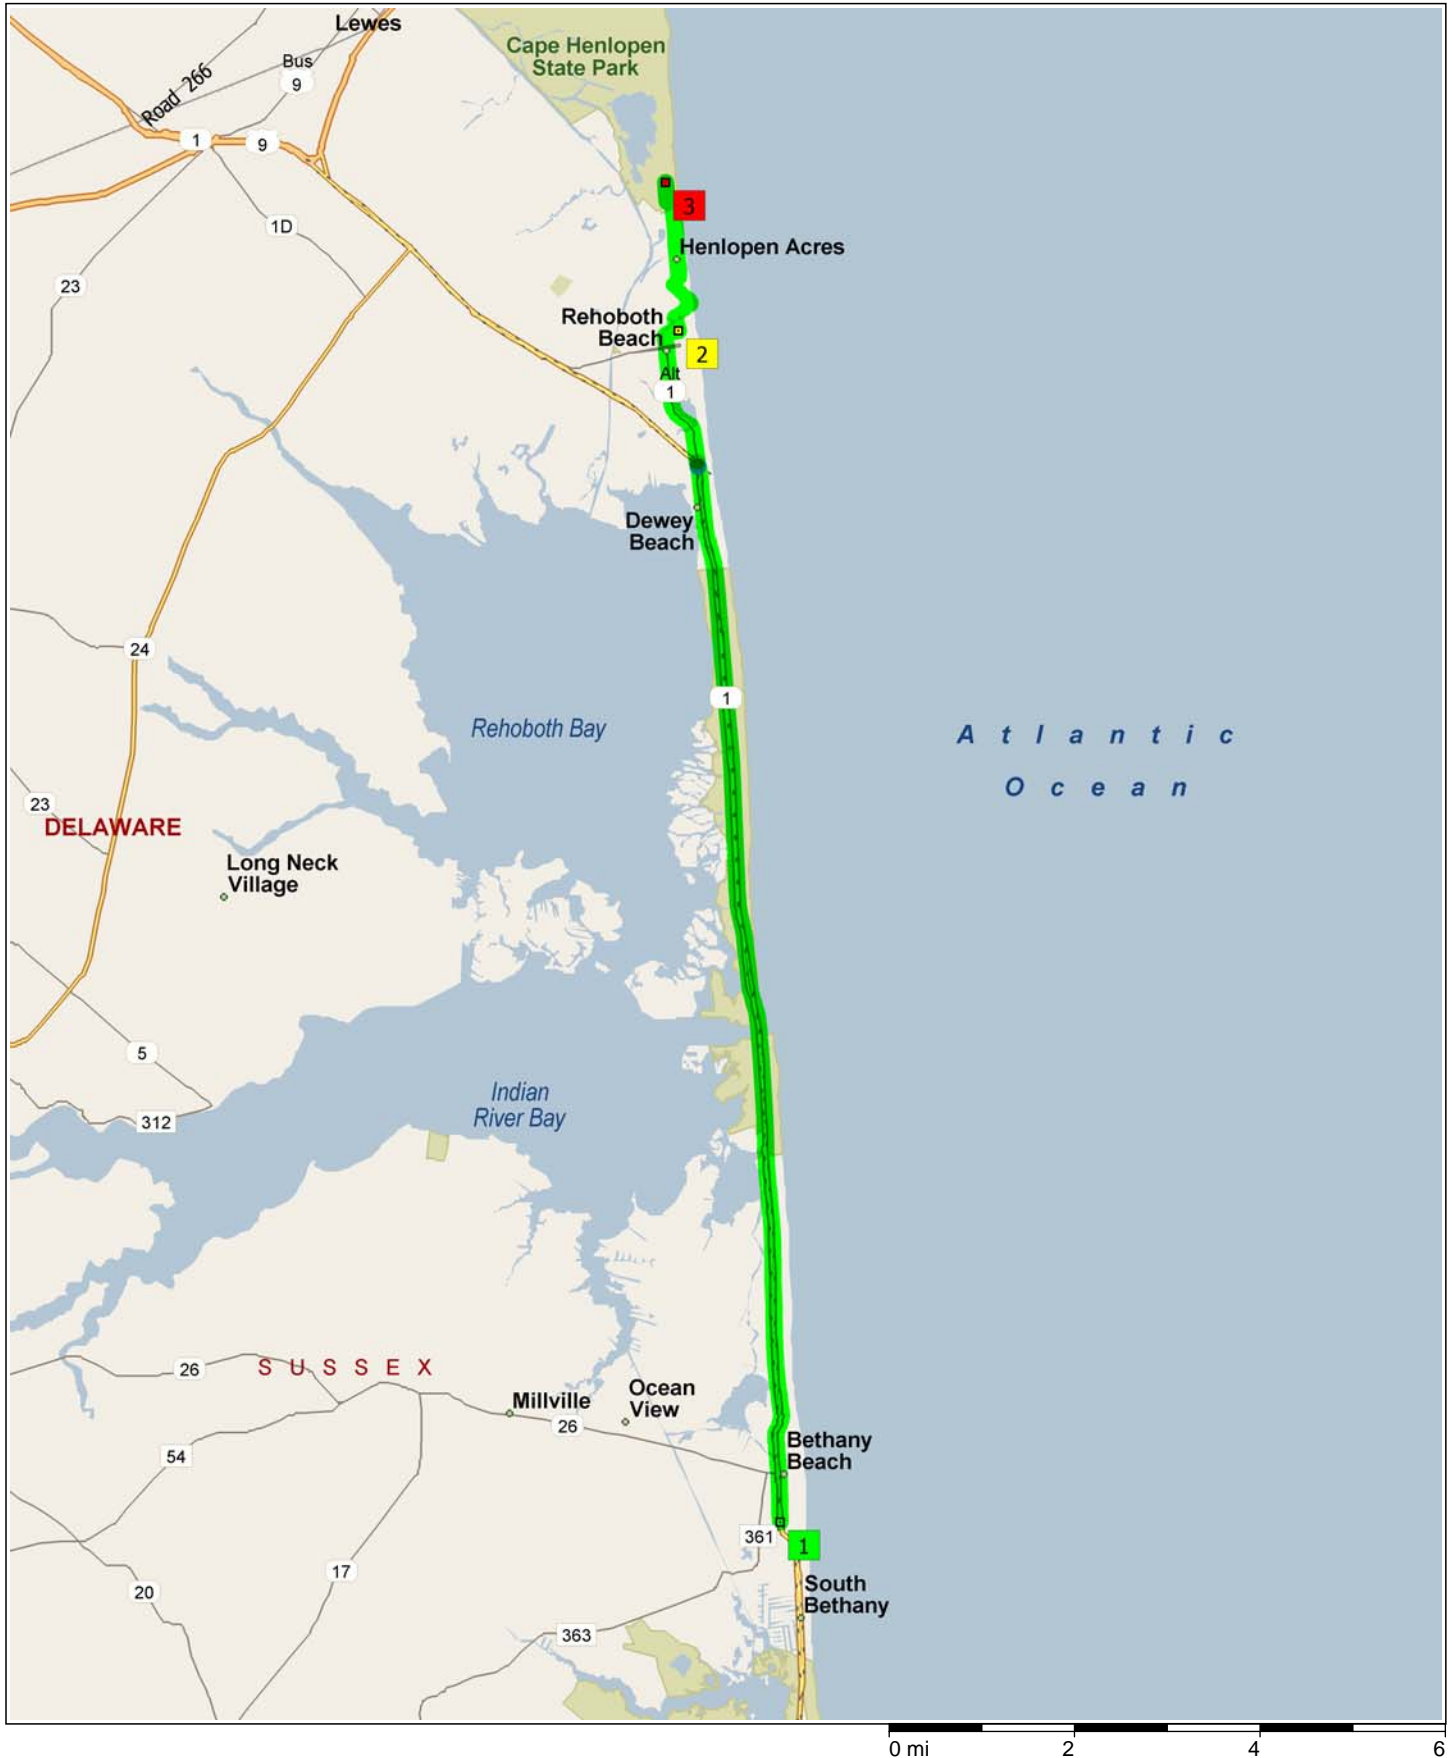 Lewes
Cape Henlopen
State Park
Bus
9
Road 266
1
9
3
1D
Henlopen Acres
23
Rehoboth
Beach
2
Alt
1
Dewey
Beach
24
1
Rehoboth Bay
Atlantic
Ocean
23
DELAWARE
Long Neck
Village
5
Indian
River Bay
312
26
SUSSEX
Millville
Ocean
View
26
Bethany
Beach
54
361
1
17
20
South
Bethany
363
0 mi
2
4
6